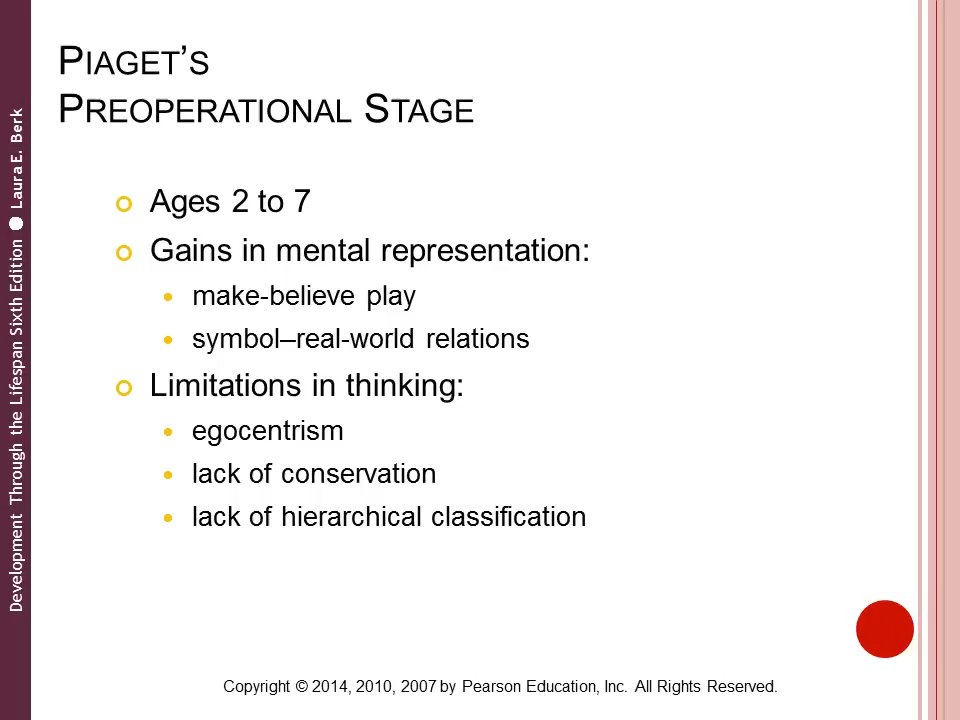 Piaget’s
Preoperational Stage
Ages 2 to 7
Gains in mental representation:
make-believe play
symbol–real-world relations
Limitations in thinking:
egocentrism
lack of conservation
lack of hierarchical classification
Development Through the Lifespan Sixth Edition ● Laura E. Berk
Copyright © 2014, 2010, 2007 by Pearson Education, Inc. All Rights Reserved.